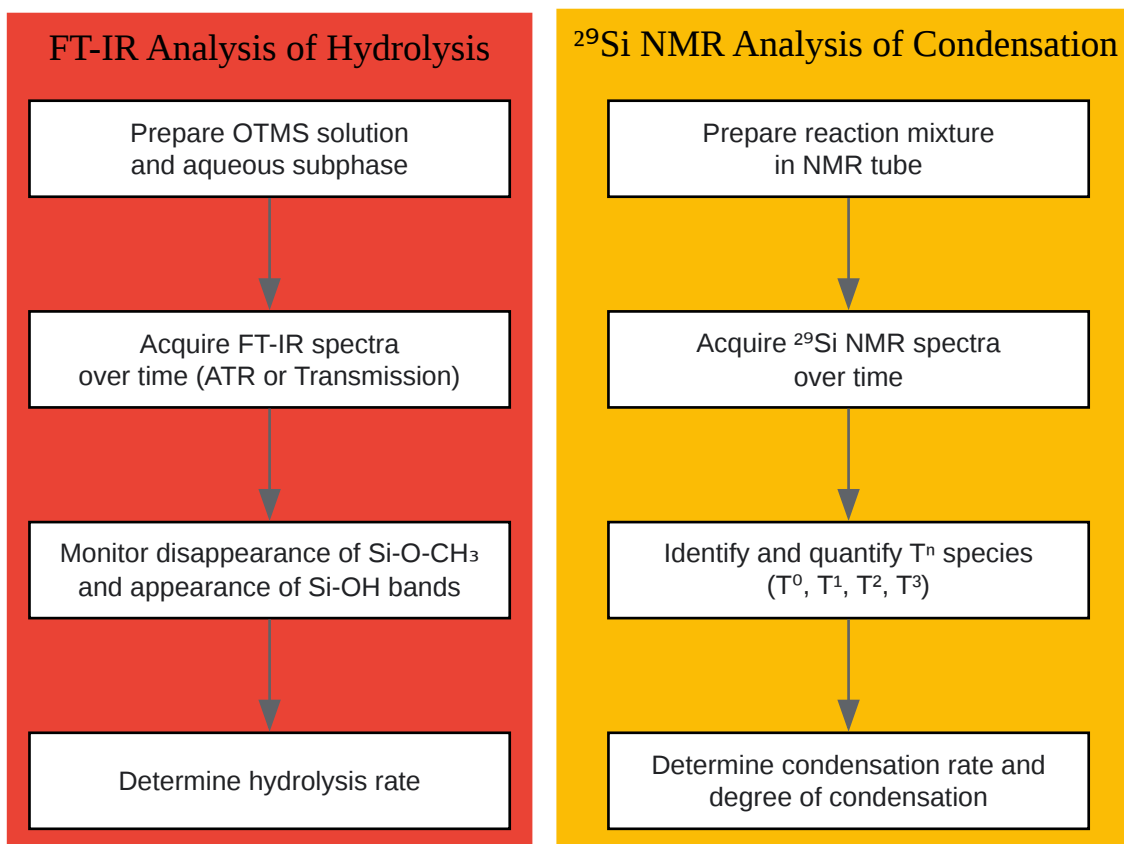 FT-IR Analysis of Hydrolysis
Prepare OTMS solution
and aqueous subphase
Acquire FT-IR spectra
over time (ATR or Transmission)
Monitor disappearance of Si-O-CH₃
and appearance of Si-OH bands
Determine hydrolysis rate
²⁹Si NMR Analysis of Condensation
Prepare reaction mixture
in NMR tube
Acquire ²⁹Si NMR spectra
over time
Identify and quantify Tⁿ species
(T⁰, T¹, T², T³)
Determine condensation rate and
degree of condensation